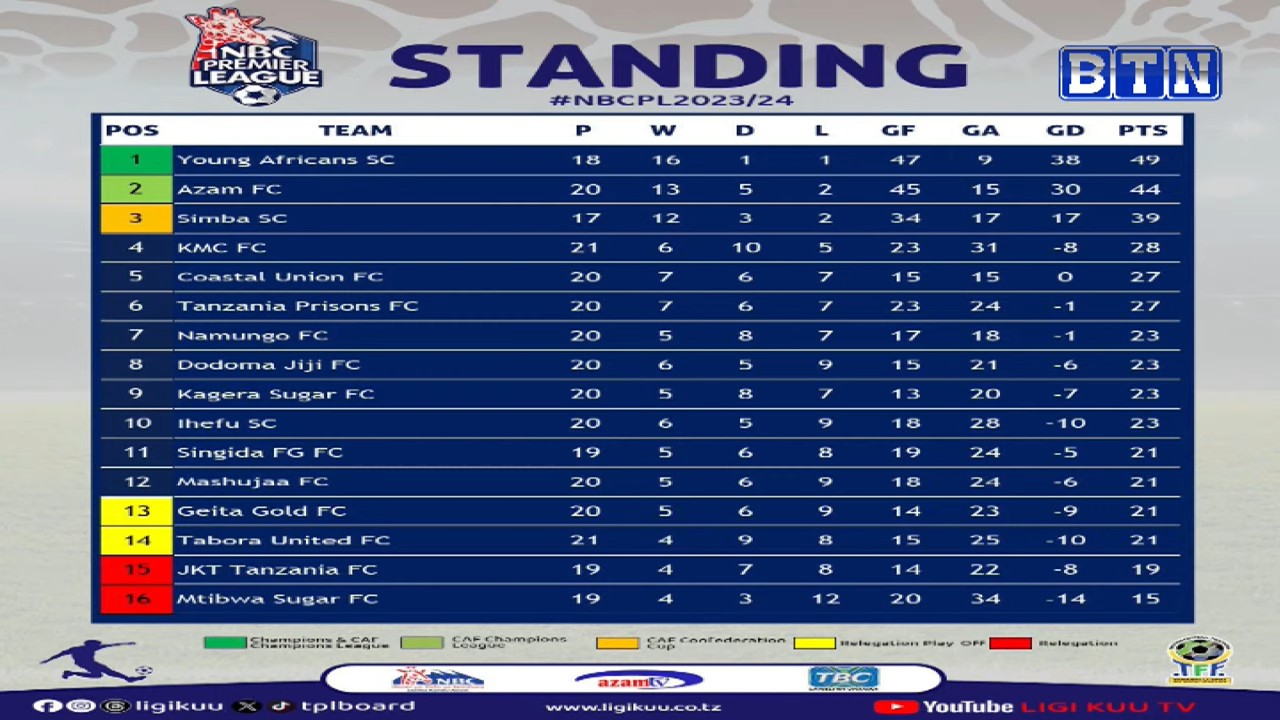 NBC
PREMIER
LEAGUE
STANDING
#NBCPL2023/24
BTN
POS TEAM P W D L GF GA GD PTS
1 Young Africans SC 18 16 1 1 47 9 38 49
2 Azam FC 20 13 5 2 45 15 30 44
3 Simba SC 17 12 3 2 34 17 17 39
4 KMC FC 21 6 10 5 23 31 -8 28
5 Coastal Union FC 20 7 6 7 15 15 0 27
6 Tanzania Prisons FC 20 7 6 7 23 24 -1 27
7 Namungo FC 20 5 8 7 17 18 -1 23
8 Dodoma Jiji FC 20 6 5 9 15 21 -6 23
9 Kagera Sugar FC 20 5 8 7 13 20 -7 23
10 Ihefu SC 20 6 5 9 18 28 -10 23
11 Singida FG FC 19 5 6 8 19 24 -5 21
12 Mashujaa FC 20 5 6 9 18 24 -6 21
13 Geita Gold FC 20 5 6 9 14 23 -9 21
14 Tabora United FC 21 4 9 8 15 25 -10 21
15 JKT Tanzania FC 19 4 7 8 14 22 -8 19
16 Mtibwa Sugar FC 19 4 3 12 20 34 -14 15
Champions & CAF
Champions League
CAF Champions
League
CAF Confederation
Cup
Relegation Play OFF
Relegation
NBC
azam tv
TBC
TFF
ligikuu
tplboard
www.ligikuu.co.tz
YouTube LIGI KUU TV